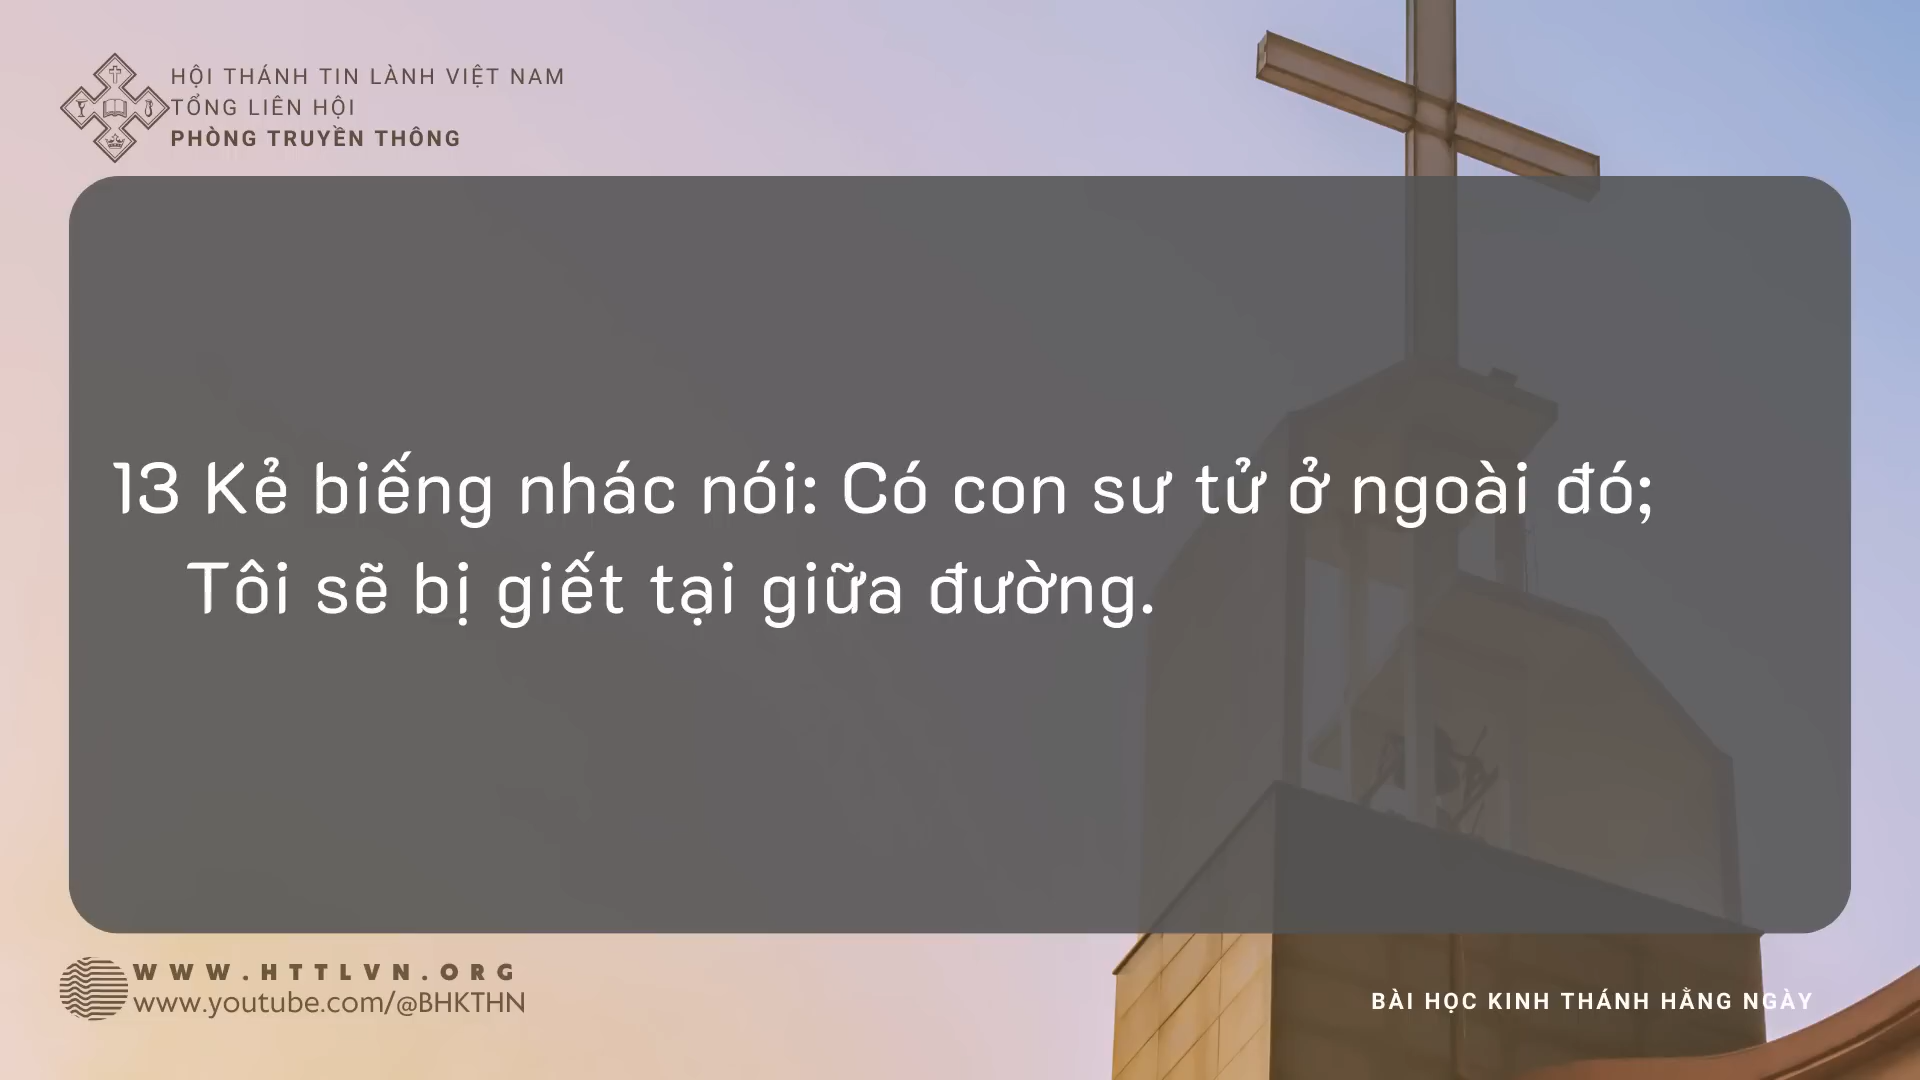 HỘI THÁNH TIN LÀNH VIỆT NAM
TỔNG LIÊN HỘI
PHÒNG TRUYỀN THÔNG
13 Kẻ biếng nhác nói: Có con sư tử ở ngoài đó;
Tôi sẽ bị giết tại giữa đường.
WWW.HTTLVN.ORG
www.youtube.com/@BHKTHN
BÀI HỌC KINH THÁNH HẰNG NGÀY